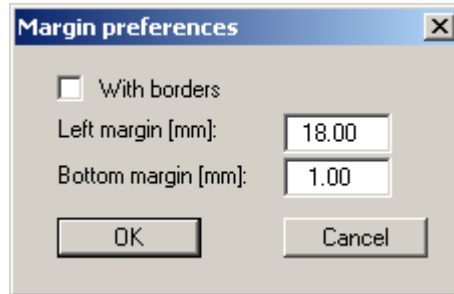 Margin preferences
With borders
Left margin [mm]: 18.00
Bottom margin [mm]: 1.00
OK Cancel